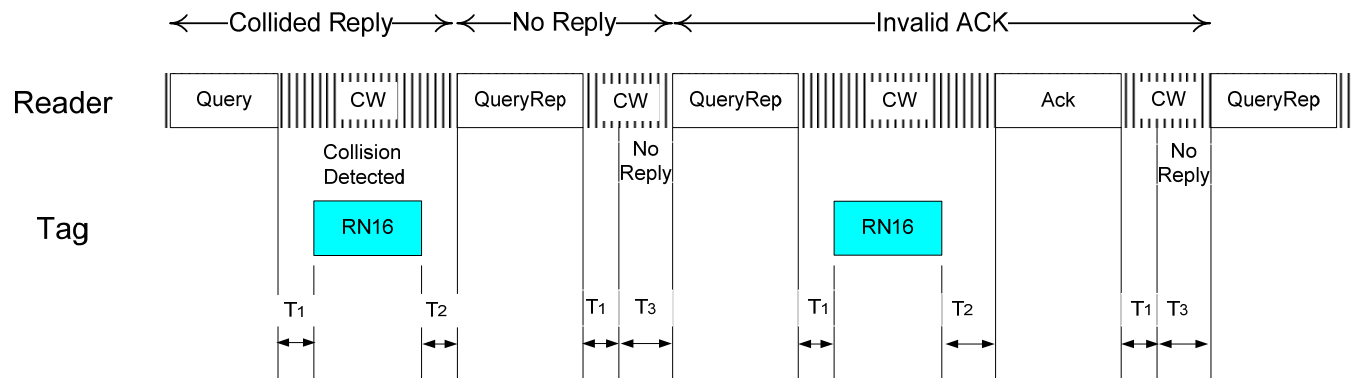 Collided Reply No Reply Invalid ACK
Reader Query CW QueryRep CW QueryRep CW Ack CW QueryRep
Collision
Detected
No
Reply
No
Reply
Tag RN16 RN16
T1 T2 T1 T3 T1 T2 T1 T3